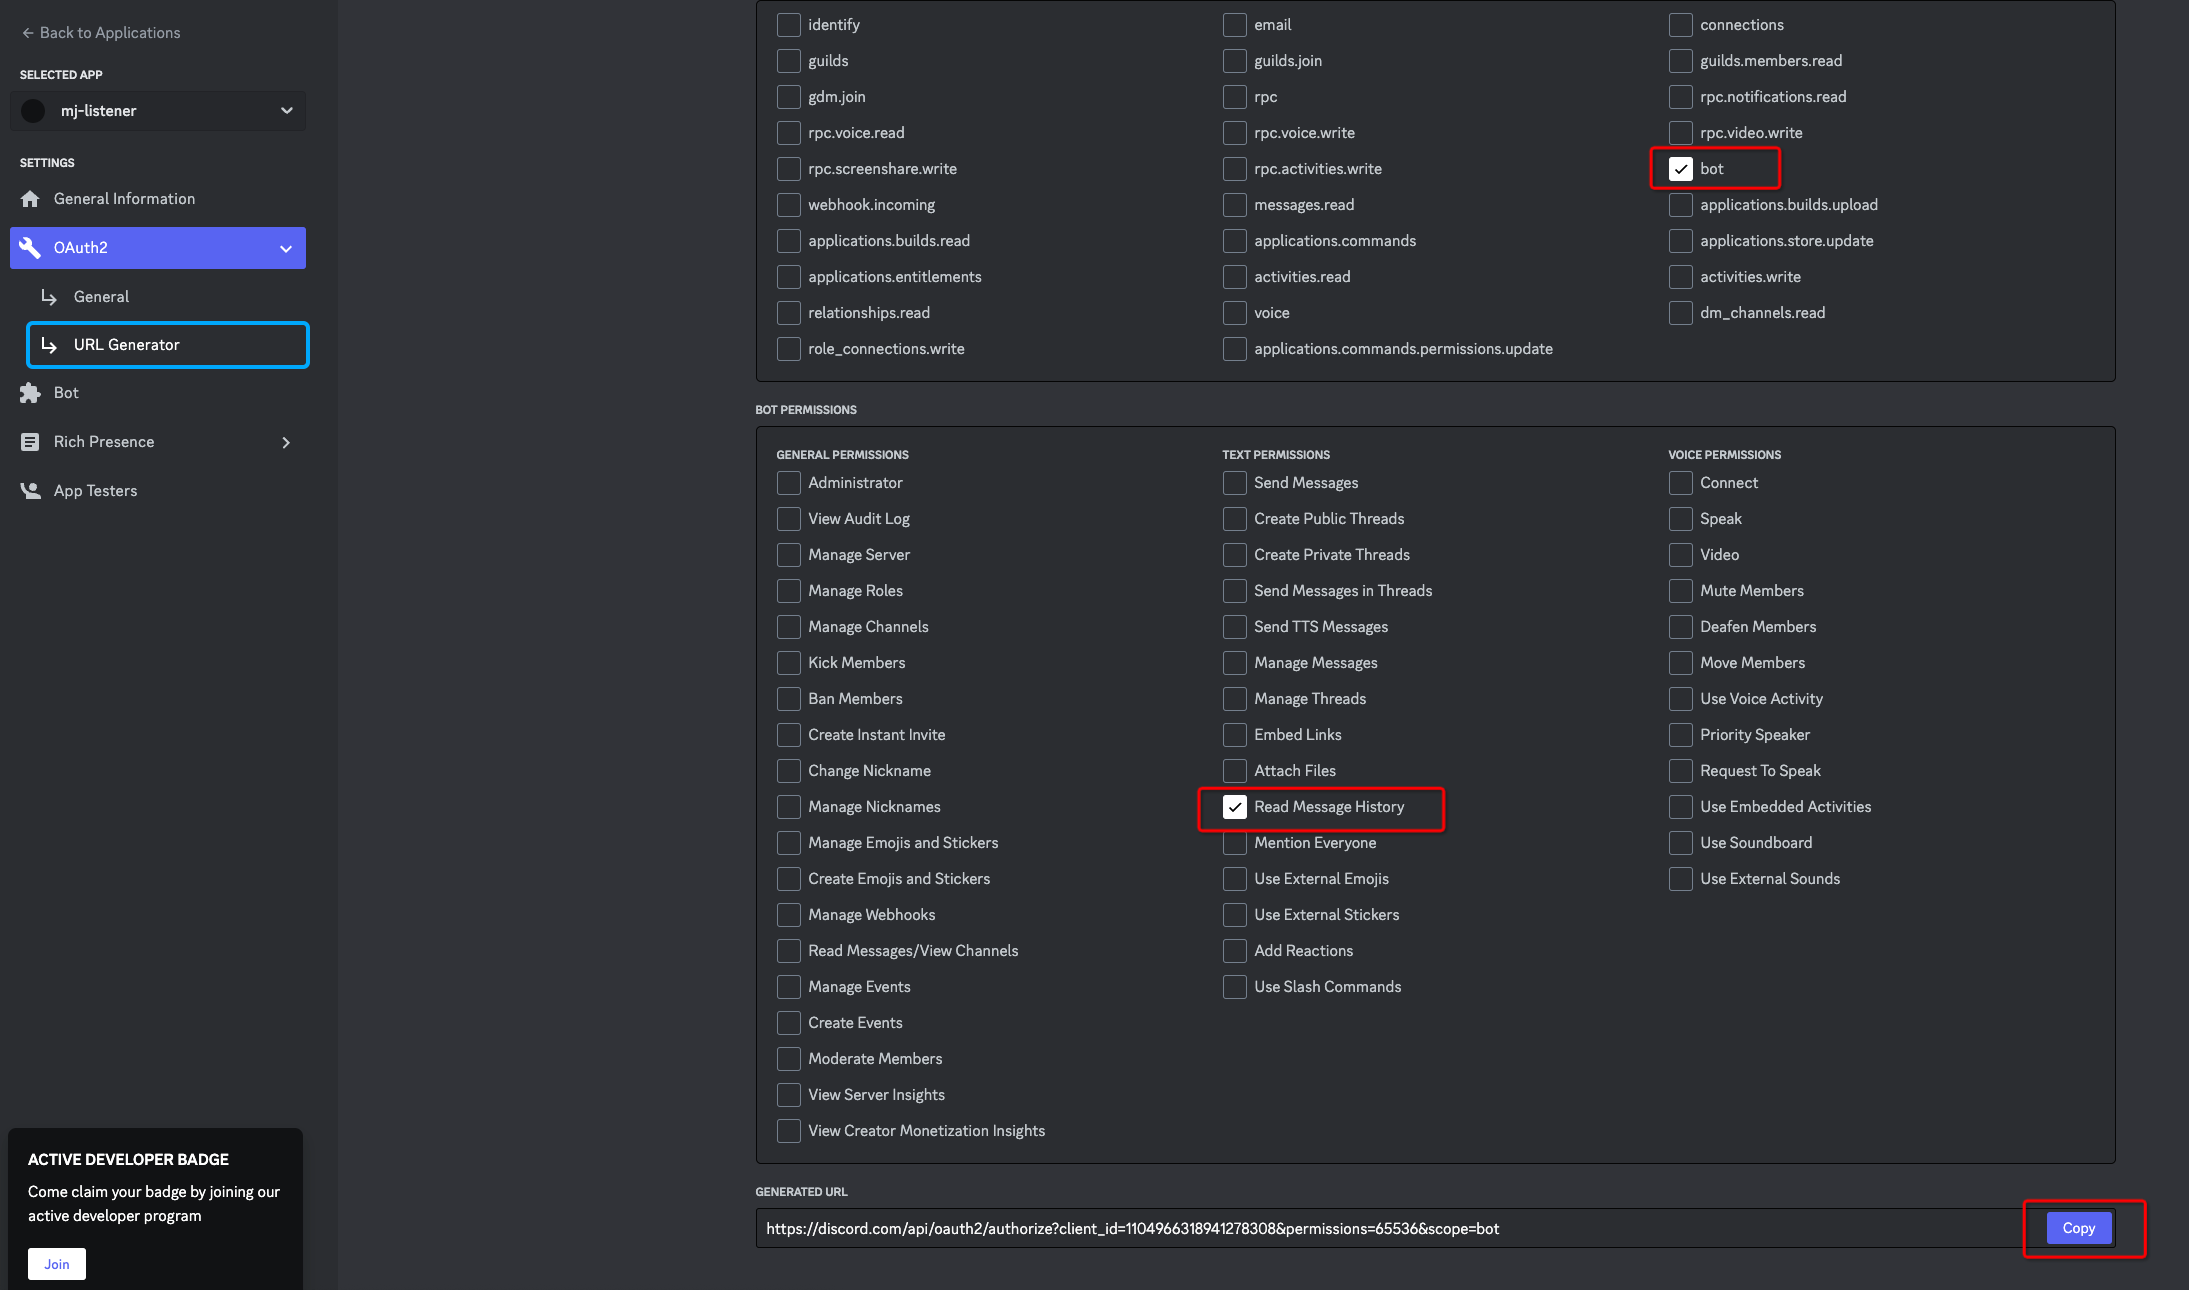 ← Back to Applications
SELECTED APP
mj-listener
SETTINGS
General Information
OAuth2
General
URL Generator
Bot
Rich Presence
App Testers
ACTIVE DEVELOPER BADGE
Come claim your badge by joining our
active developer program
Join
identify
guilds
gdm.join
rpc.voice.read
rpc.screenshare.write
webhook.incoming
applications.builds.read
applications.entitlements
relationships.read
role_connections.write
email
guilds.join
rpc
rpc.voice.write
rpc.activities.write
messages.read
applications.commands
activities.read
voice
applications.commands.permissions.update
connections
guilds.members.read
rpc.notifications.read
rpc.video.write
bot
applications.builds.upload
applications.store.update
activities.write
dm_channels.read
BOT PERMISSIONS
GENERAL PERMISSIONS
Administrator
View Audit Log
Manage Server
Manage Roles
Manage Channels
Kick Members
Ban Members
Create Instant Invite
Change Nickname
Manage Nicknames
Manage Emojis and Stickers
Create Emojis and Stickers
Manage Webhooks
Read Messages/View Channels
Manage Events
Create Events
Moderate Members
View Server Insights
View Creator Monetization Insights
TEXT PERMISSIONS
Send Messages
Create Public Threads
Create Private Threads
Send Messages in Threads
Send TTS Messages
Manage Messages
Manage Threads
Embed Links
Attach Files
Read Message History
Mention Everyone
Use External Emojis
Use External Stickers
Add Reactions
Use Slash Commands
VOICE PERMISSIONS
Connect
Speak
Video
Mute Members
Deafen Members
Move Members
Use Voice Activity
Priority Speaker
Request To Speak
Use Embedded Activities
Use Soundboard
Use External Sounds
GENERATED URL
https://discord.com/api/oauth2/authorize?client_id=1104966318941278308&permissions=65536&scope=bot
Copy